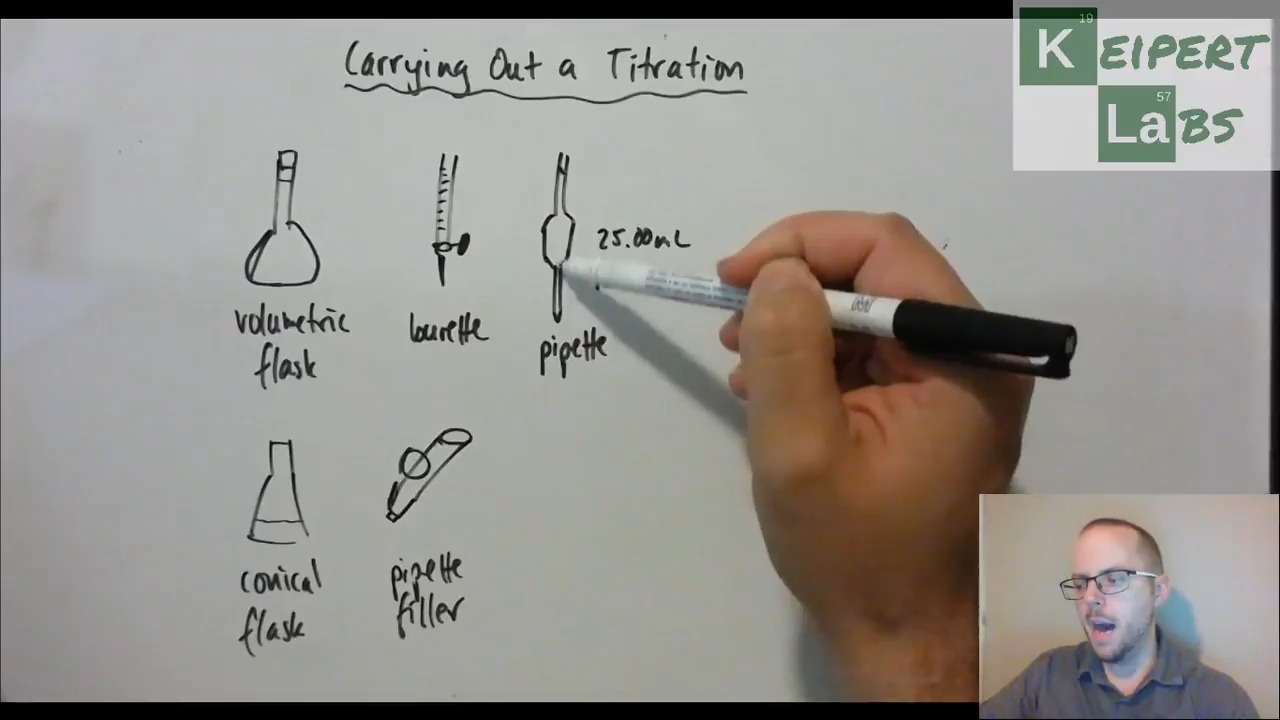 Carrying Out a Titration
19
KEIPERT
57
LaBS
25.00mL
volumetric
flask
burette
pipette
conical
flask
pipette
filler